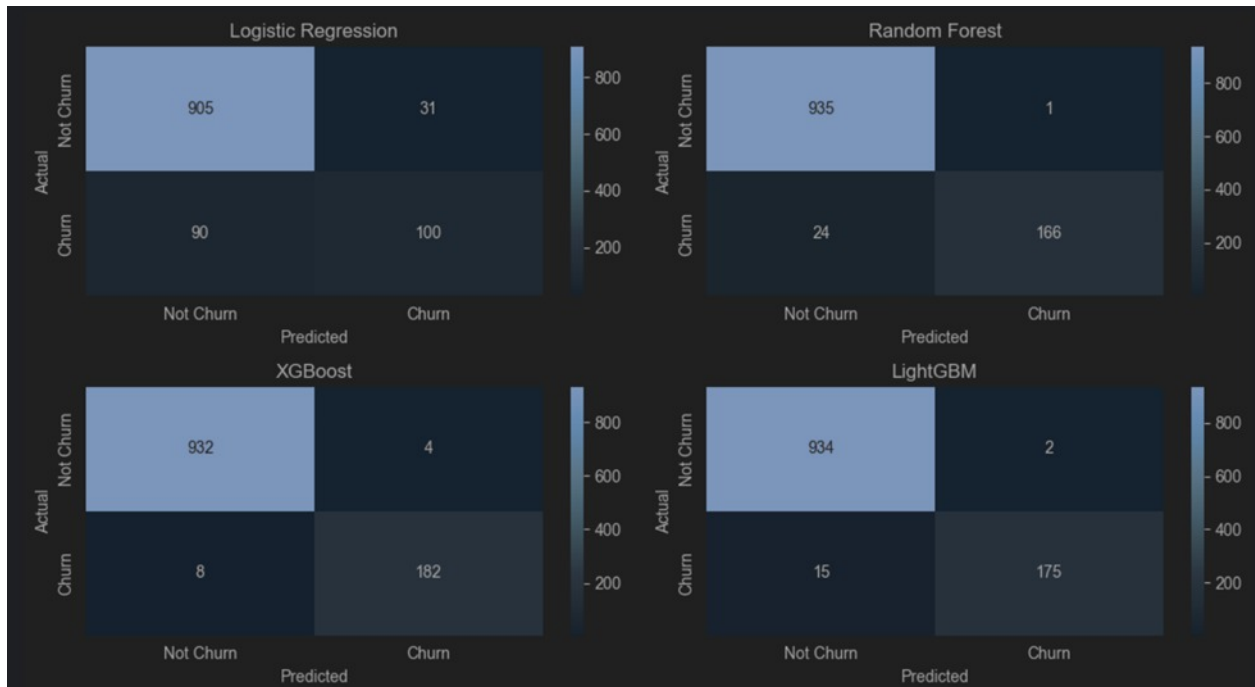 Logistic Regression
Not Churn
905
31
800
600
400
200
Actual
Churn
90
100
Not Churn
Churn
Predicted
Random Forest
Not Churn
935
1
800
600
400
200
Actual
Churn
24
166
Not Churn
Churn
Predicted
XGBoost
Not Churn
932
4
800
600
400
200
Actual
Churn
8
182
Not Churn
Churn
Predicted
LightGBM
Not Churn
934
2
800
600
400
200
Actual
Churn
15
175
Not Churn
Churn
Predicted